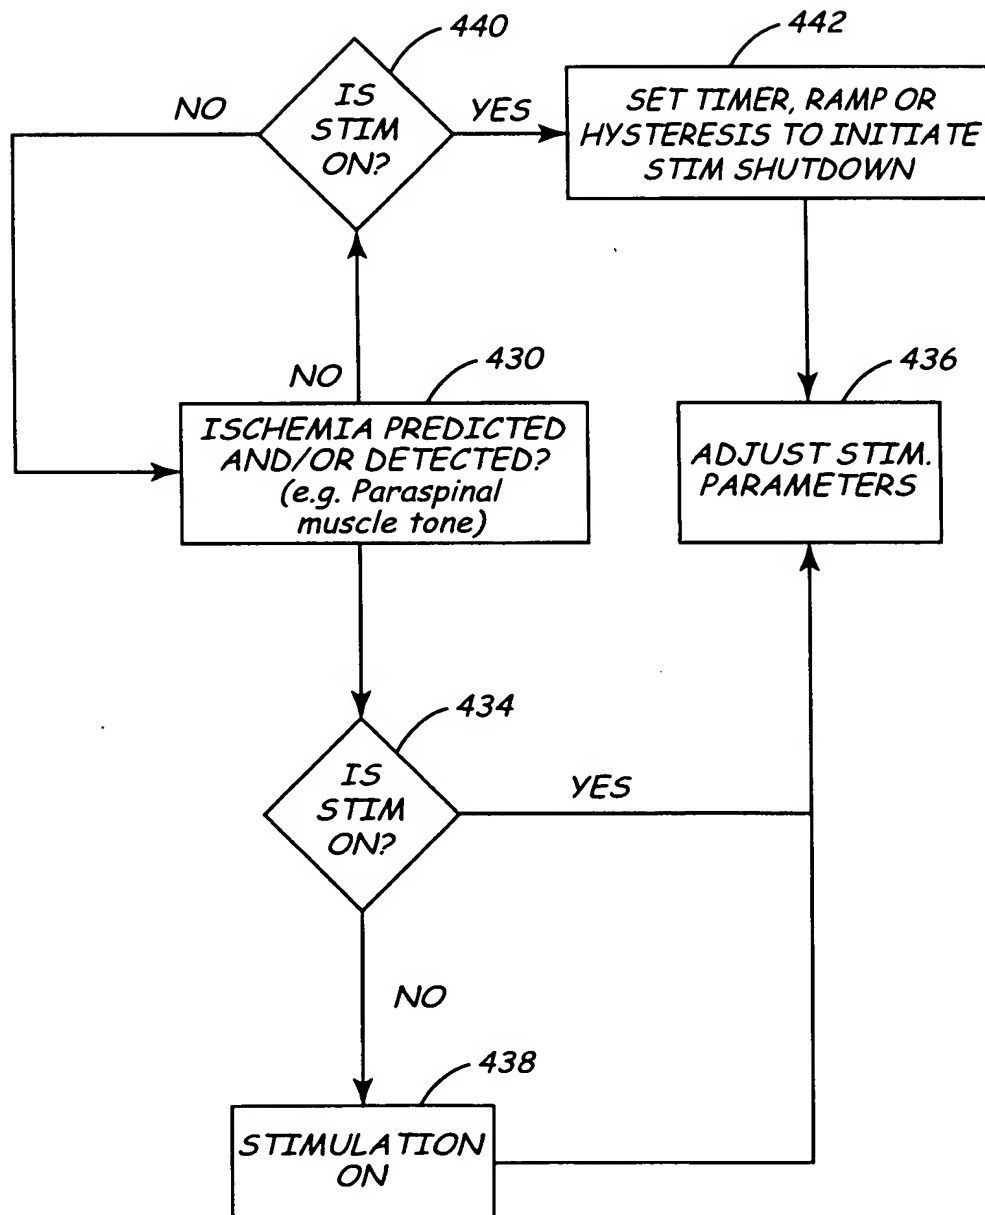 440
IS
STIM
ON?
NO
YES
442
SET TIMER, RAMP OR
HYSTERESIS TO INITIATE
STIM SHUTDOWN
NO
430
ISCHEMIA PREDICTED
AND/OR DETECTED?
(e.g. Paraspinal
muscle tone)
436
ADJUST STIM.
PARAMETERS
434
IS
STIM
ON?
YES
NO
438
STIMULATION
ON